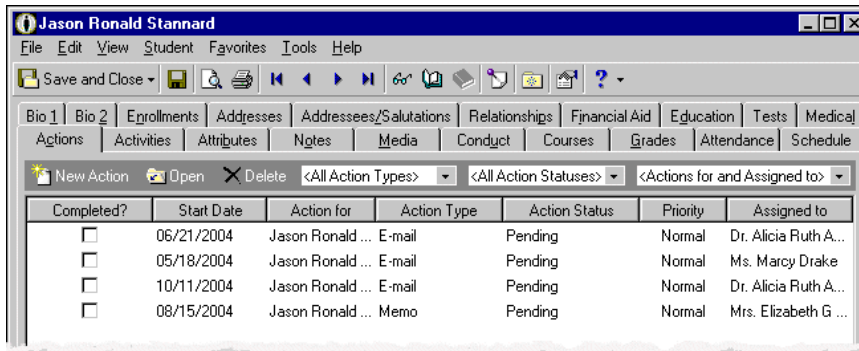 Jason Ronald Stannard
File Edit View Student Favorites Tools Help
Save and Close ?
Bio 1 Bio 2 Enrollments Addresses Addressees/Salutations Relationships Financial Aid Education Tests Medical
Actions Activities Attributes Notes Media Conduct Courses Grades Attendance Schedule
New Action Open Delete <All Action Types> <All Action Statuses> <Actions for and Assigned to>
Completed? Start Date Action for Action Type Action Status Priority Assigned to
06/21/2004 Jason Ronald ... E-mail Pending Normal Dr. Alicia Ruth A...
05/18/2004 Jason Ronald ... E-mail Pending Normal Ms. Marcy Drake
10/11/2004 Jason Ronald ... E-mail Pending Normal Dr. Alicia Ruth A...
08/15/2004 Jason Ronald ... Memo Pending Normal Mrs. Elizabeth G ...